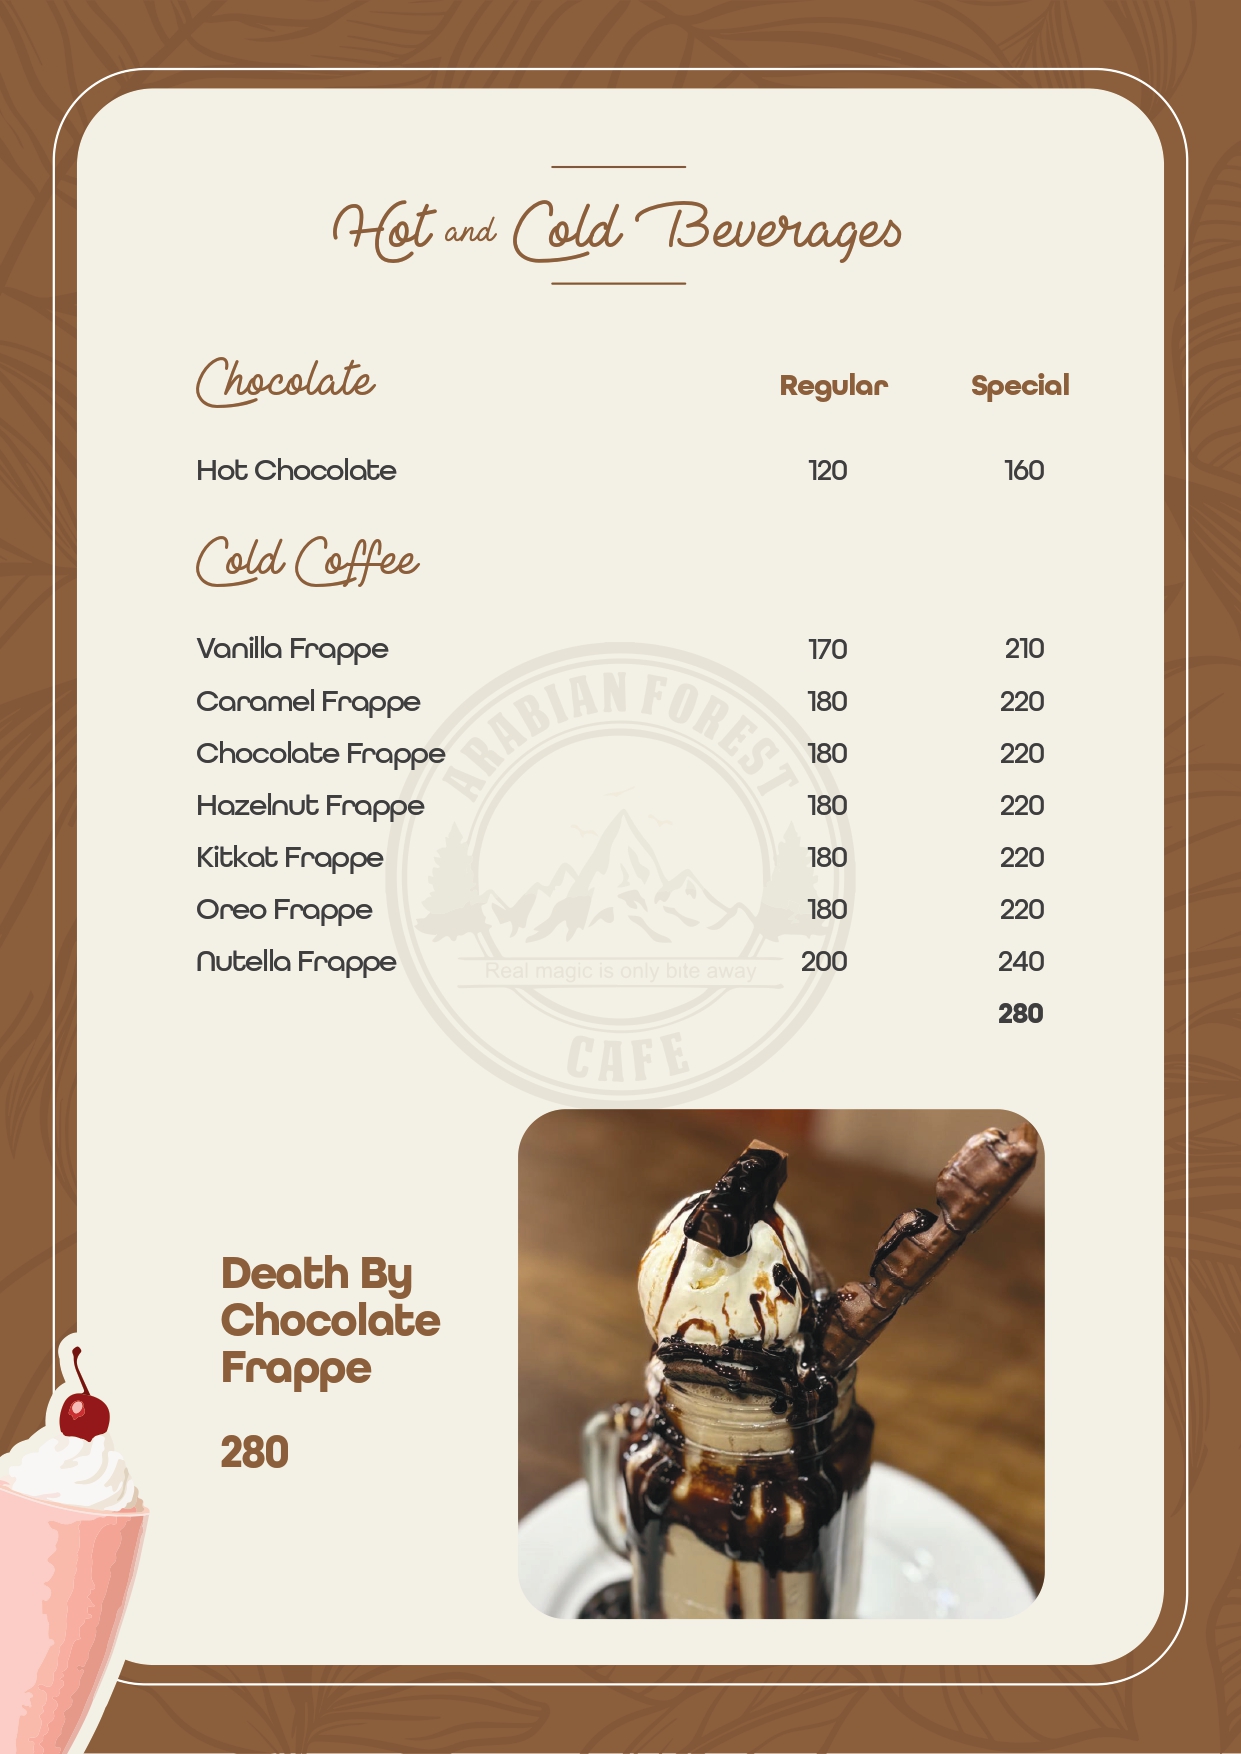 Hot and Cold Beverages
Chocolate Regular Special
Hot Chocolate 120 160
Cold Coffee
Vanilla Frappe 170 210
Caramel Frappe 180 220
Chocolate Frappe 180 220
Hazelnut Frappe 180 220
Kitkat Frappe 180 220
Oreo Frappe 180 220
Nutella Frappe 200 240
280
ARABIAN FOREST
Real magic is only bite away
CAFE
Death By
Chocolate
Frappe
280